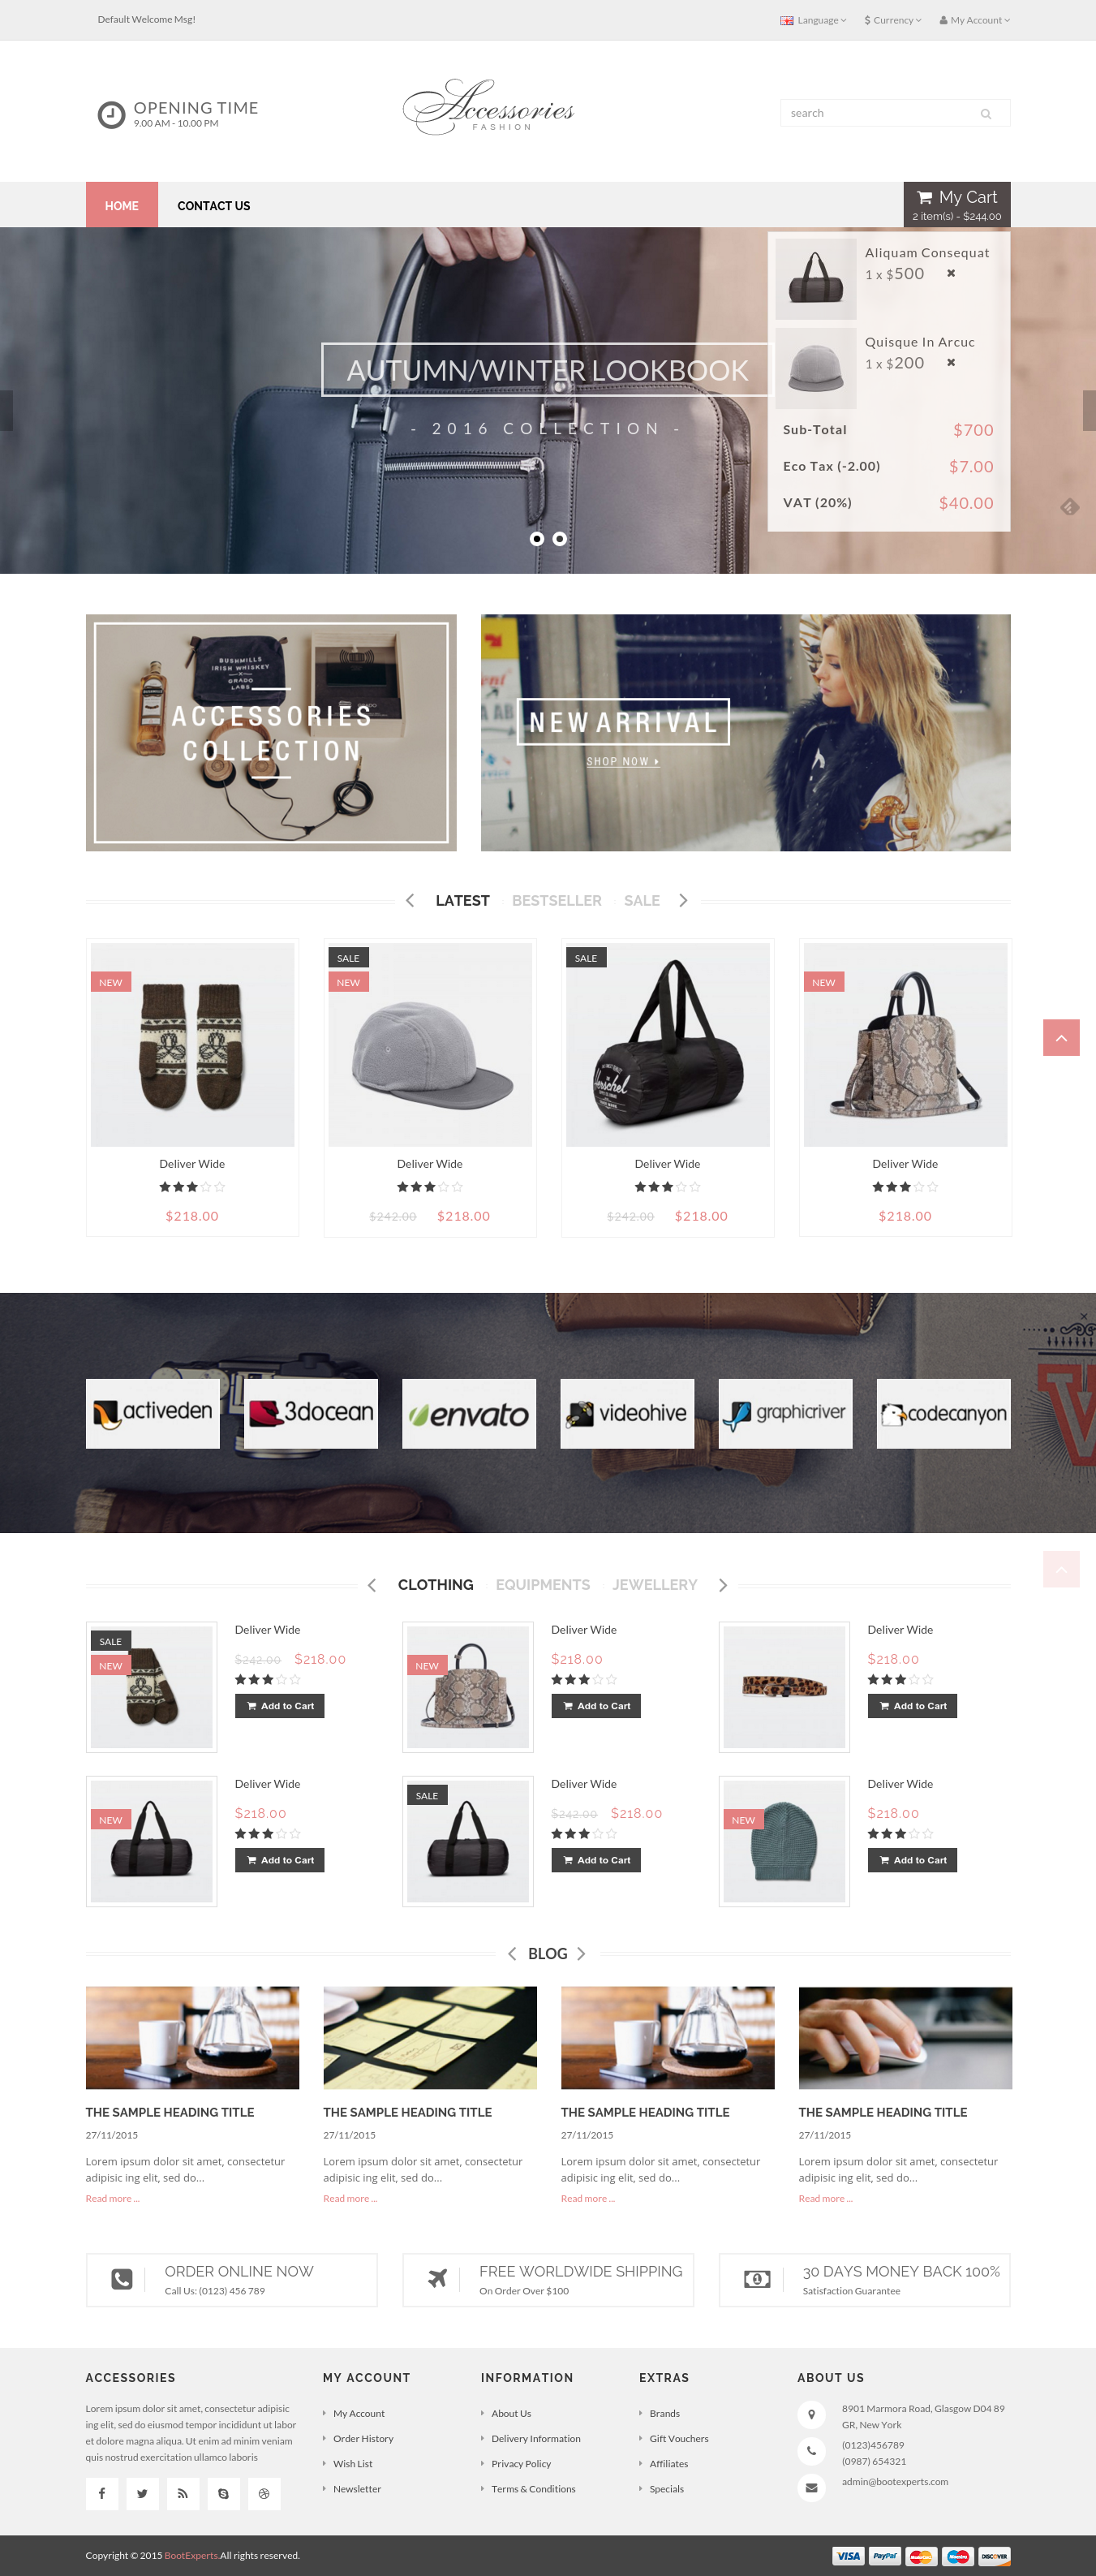 Default Welcome Msg!
Language
$ Currency
My Account
OPENING TIME
9.00 AM - 10.00 PM
Accessories
FASHION
search
HOME
CONTACT US
My Cart
2 item(s) - $244.00
AUTUMN/WINTER LOOKBOOK
- 2016 COLLECTION -
Aliquam Consequat
1 x $500
Quisque In Arcuc
1 x $200
Sub-Total
$700
Eco Tax (-2.00)
$7.00
VAT (20%)
$40.00
BUSHMILLS
IRISH WHISKEY
X
GRADO
LABS
ACCESSORIES
COLLECTION
NEW ARRIVAL
SHOP NOW
LATEST
BESTSELLER
SALE
NEW
Deliver Wide
$218.00
SALE
NEW
Deliver Wide
$242.00 $218.00
SALE
Herschel
Deliver Wide
$242.00 $218.00
NEW
Deliver Wide
$218.00
activeden
3docean
envato
videohive
graphicriver
codecanyon
CLOTHING
EQUIPMENTS
JEWELLERY
SALE
NEW
Deliver Wide
$242.00 $218.00
Add to Cart
NEW
Deliver Wide
$218.00
Add to Cart
Deliver Wide
$218.00
Add to Cart
NEW
Deliver Wide
$218.00
Add to Cart
SALE
Deliver Wide
$242.00 $218.00
Add to Cart
NEW
Deliver Wide
$218.00
Add to Cart
BLOG
THE SAMPLE HEADING TITLE
27/11/2015
Lorem ipsum dolor sit amet, consectetur
adipisic ing elit, sed do...
Read more ...
THE SAMPLE HEADING TITLE
27/11/2015
Lorem ipsum dolor sit amet, consectetur
adipisic ing elit, sed do...
Read more ...
THE SAMPLE HEADING TITLE
27/11/2015
Lorem ipsum dolor sit amet, consectetur
adipisic ing elit, sed do...
Read more ...
THE SAMPLE HEADING TITLE
27/11/2015
Lorem ipsum dolor sit amet, consectetur
adipisic ing elit, sed do...
Read more ...
ORDER ONLINE NOW
Call Us: (0123) 456 789
FREE WORLDWIDE SHIPPING
On Order Over $100
30 DAYS MONEY BACK 100%
Satisfaction Guarantee
ACCESSORIES
Lorem ipsum dolor sit amet, consectetur adipisic
ing elit, sed do eiusmod tempor incididunt ut labor
et dolore magna aliqua. Ut enim ad minim veniam
quis nostrud exercitation ullamco laboris
MY ACCOUNT
My Account
Order History
Wish List
Newsletter
INFORMATION
About Us
Delivery Information
Privacy Policy
Terms & Conditions
EXTRAS
Brands
Gift Vouchers
Affiliates
Specials
ABOUT US
8901 Marmora Road, Glasgow D04 89
GR, New York
(0123)456789
(0987) 654321
admin@bootexperts.com
Copyright © 2015 BootExperts.All rights reserved.
VISA
PayPal
MasterCard
Maestro
DISCOVER